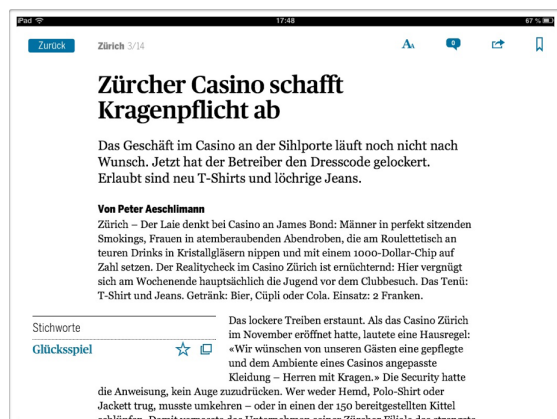 iPad 17:48 67 %
Zurück Zürich 3/14 AA 0
Zürcher Casino schafft
Kragenpflicht ab
Das Geschäft im Casino an der Sihlporte läuft noch nicht nach
Wunsch. Jetzt hat der Betreiber den Dresscode gelockert.
Erlaubt sind neu T-Shirts und löchrige Jeans.
Von Peter Aeschlimann
Zürich – Der Laie denkt bei Casino an James Bond: Männer in perfekt sitzenden
Smokings, Frauen in atemberaubenden Abendroben, die am Roulettetisch an
teuren Drinks in Kristallgläsern nippen und mit einem 1000-Dollar-Chip auf
Zahl setzen. Der Realitycheck im Casino Zürich ist ernüchternd: Hier vergnügt
sich am Wochenende hauptsächlich die Jugend vor dem Clubbesuch. Das Tenü:
T-Shirt und Jeans. Getränk: Bier, Cüpli oder Cola. Einsatz: 2 Franken.
Stichworte
Glücksspiel
Das lockere Treiben erstaunt. Als das Casino Zürich
im November eröffnet hatte, lautete eine Hausregel:
«Wir wünschen von unseren Gästen eine gepflegte
und dem Ambiente eines Casinos angepasste
Kleidung – Herren mit Kragen.» Die Security hatte
die Anweisung, kein Auge zuzudrücken. Wer weder Hemd, Polo-Shirt oder
Jackett trug, musste umkehren – oder in einen der 150 bereitgestellten Kittel